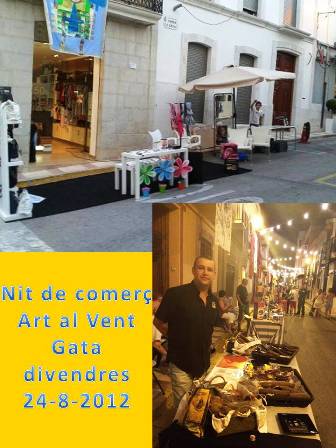 Nit de comerç
Art al Vent
Gata
divendres
24-8-2012